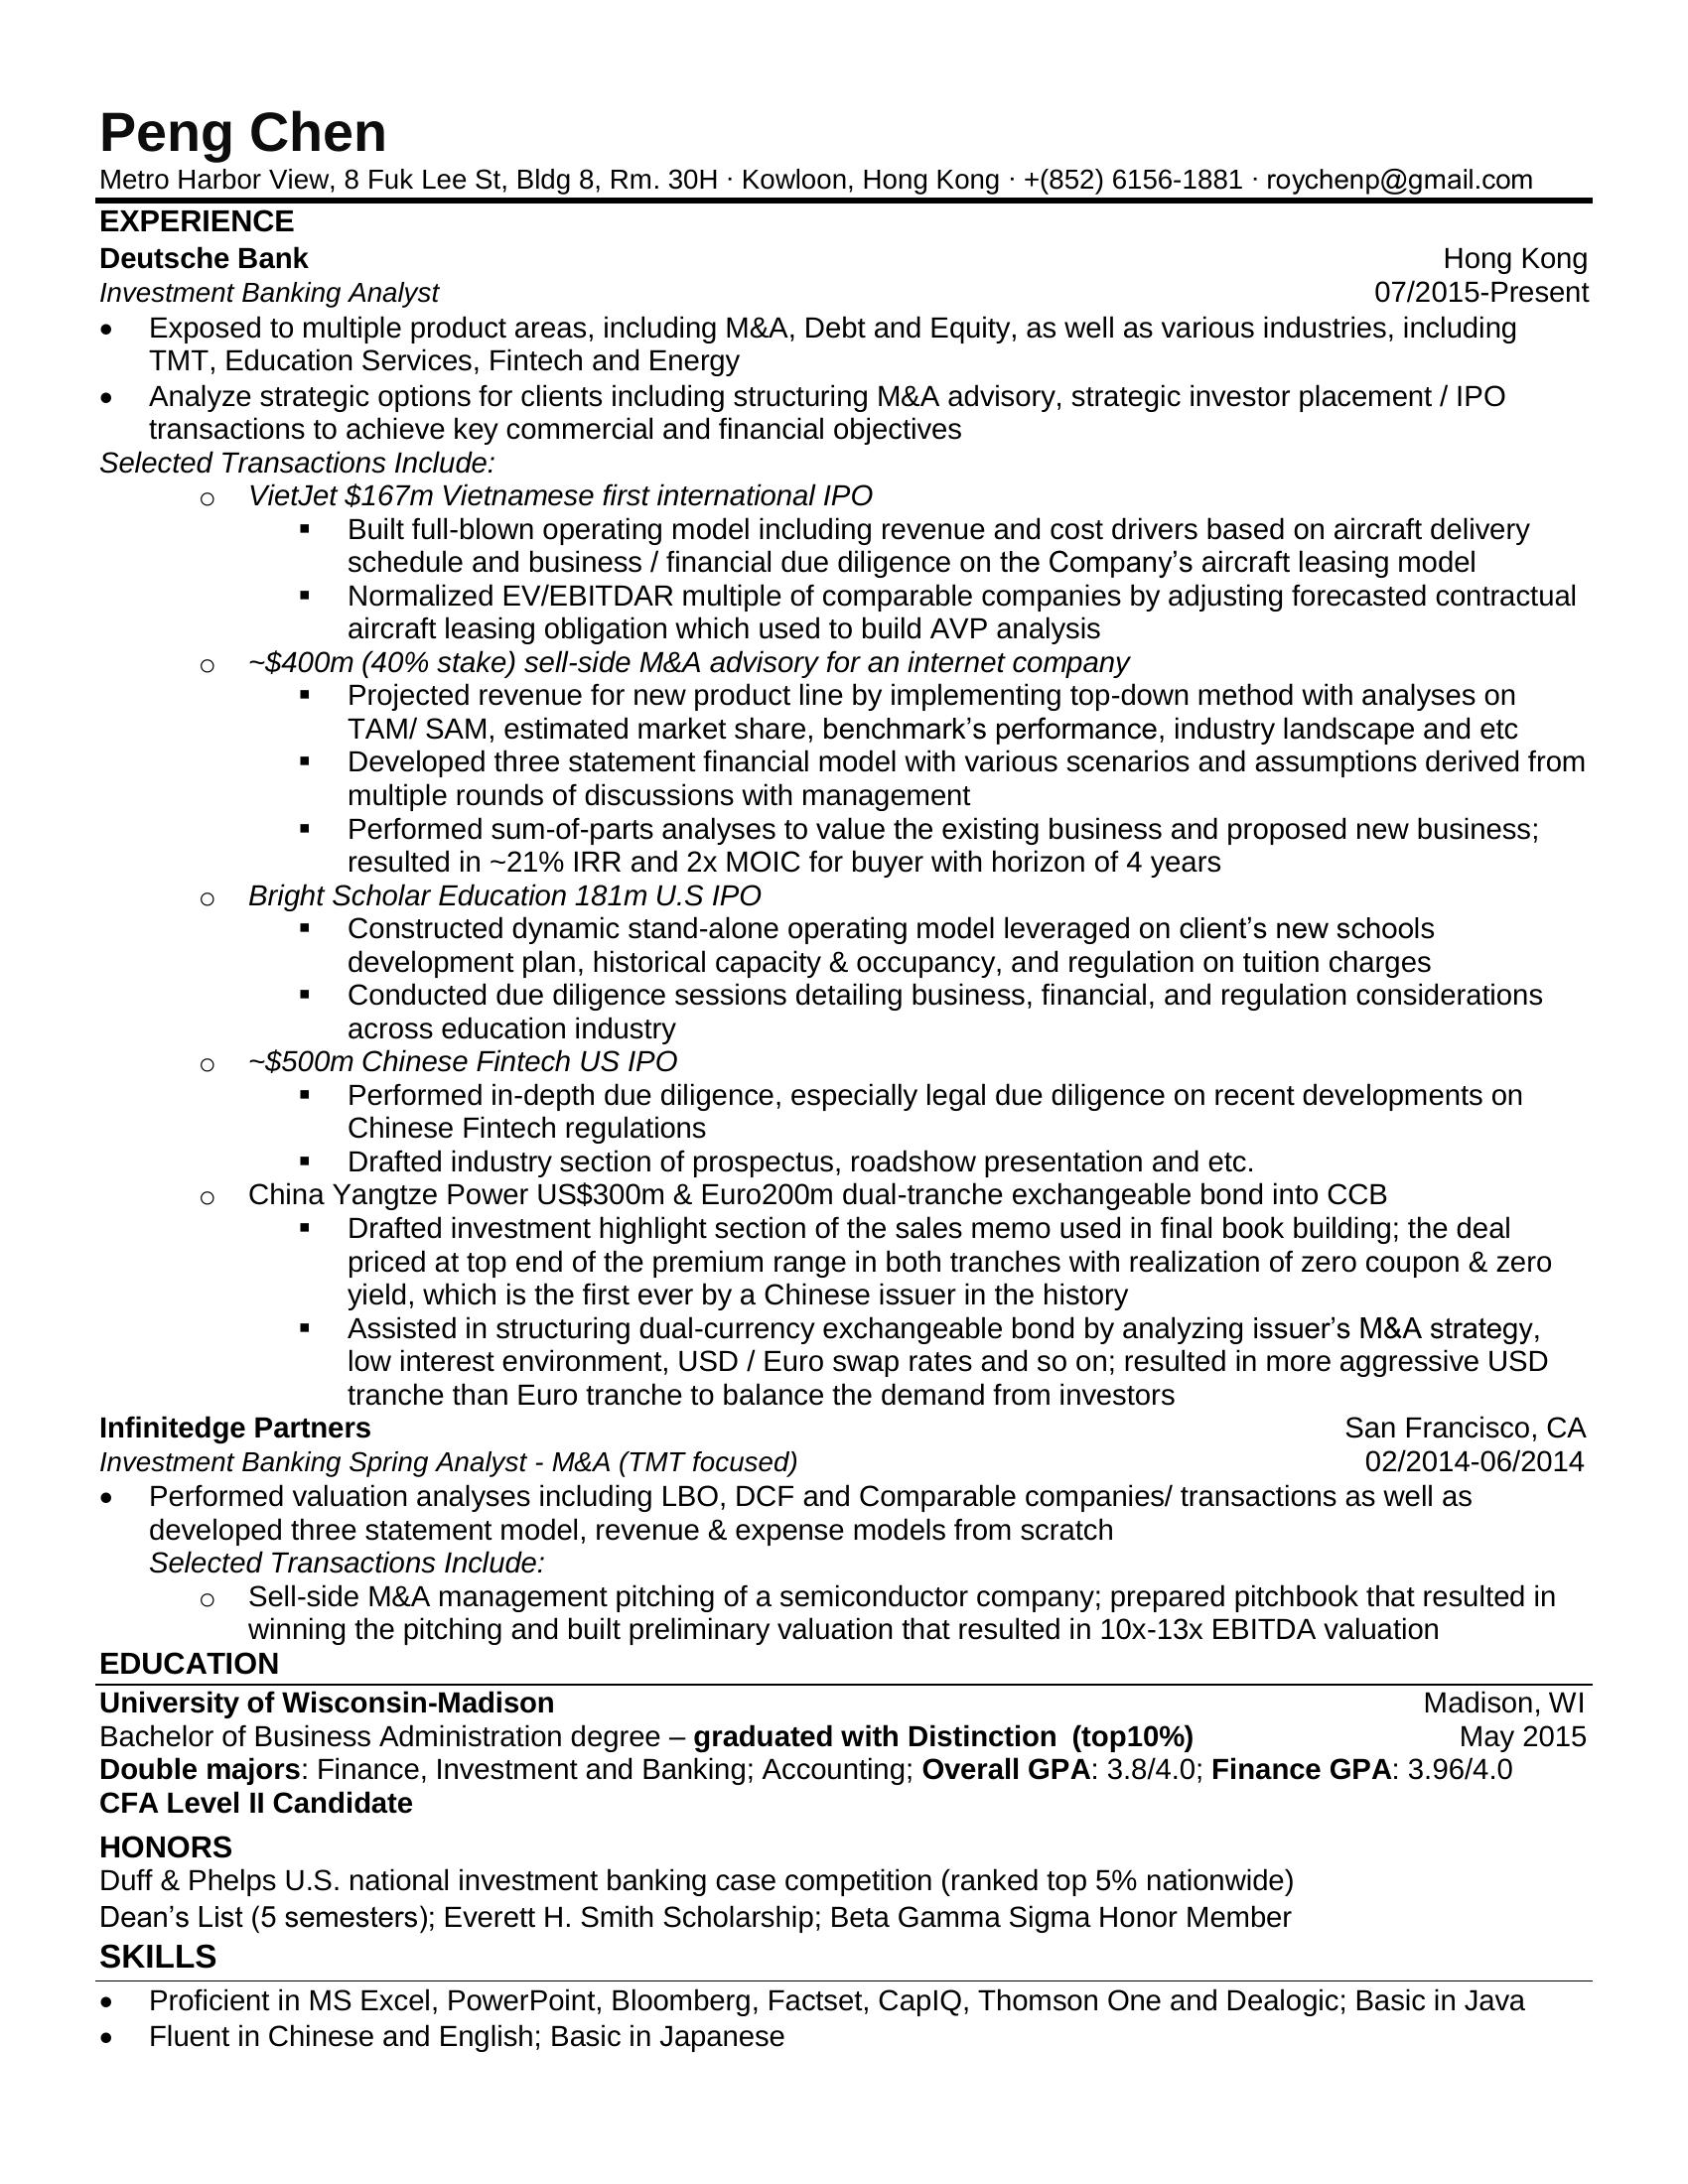 Peng Chen
Metro Harbor View, 8 Fuk Lee St, Bldg 8, Rm. 30H · Kowloon, Hong Kong · +(852) 6156-1881 · roychenp@gmail.com
EXPERIENCE
Deutsche Bank Hong Kong
Investment Banking Analyst 07/2015-Present
• Exposed to multiple product areas, including M&A, Debt and Equity, as well as various industries, including
TMT, Education Services, Fintech and Energy
• Analyze strategic options for clients including structuring M&A advisory, strategic investor placement / IPO
transactions to achieve key commercial and financial objectives
Selected Transactions Include:
o VietJet $167m Vietnamese first international IPO
▪ Built full-blown operating model including revenue and cost drivers based on aircraft delivery
schedule and business / financial due diligence on the Company’s aircraft leasing model
▪ Normalized EV/EBITDAR multiple of comparable companies by adjusting forecasted contractual
aircraft leasing obligation which used to build AVP analysis
o ~$400m (40% stake) sell-side M&A advisory for an internet company
▪ Projected revenue for new product line by implementing top-down method with analyses on
TAM/ SAM, estimated market share, benchmark’s performance, industry landscape and etc
▪ Developed three statement financial model with various scenarios and assumptions derived from
multiple rounds of discussions with management
▪ Performed sum-of-parts analyses to value the existing business and proposed new business;
resulted in ~21% IRR and 2x MOIC for buyer with horizon of 4 years
o Bright Scholar Education 181m U.S IPO
▪ Constructed dynamic stand-alone operating model leveraged on client’s new schools
development plan, historical capacity & occupancy, and regulation on tuition charges
▪ Conducted due diligence sessions detailing business, financial, and regulation considerations
across education industry
o ~$500m Chinese Fintech US IPO
▪ Performed in-depth due diligence, especially legal due diligence on recent developments on
Chinese Fintech regulations
▪ Drafted industry section of prospectus, roadshow presentation and etc.
o China Yangtze Power US$300m & Euro200m dual-tranche exchangeable bond into CCB
▪ Drafted investment highlight section of the sales memo used in final book building; the deal
priced at top end of the premium range in both tranches with realization of zero coupon & zero
yield, which is the first ever by a Chinese issuer in the history
▪ Assisted in structuring dual-currency exchangeable bond by analyzing issuer’s M&A strategy,
low interest environment, USD / Euro swap rates and so on; resulted in more aggressive USD
tranche than Euro tranche to balance the demand from investors
Infinitedge Partners San Francisco, CA
Investment Banking Spring Analyst - M&A (TMT focused) 02/2014-06/2014
• Performed valuation analyses including LBO, DCF and Comparable companies/ transactions as well as
developed three statement model, revenue & expense models from scratch
Selected Transactions Include:
o Sell-side M&A management pitching of a semiconductor company; prepared pitchbook that resulted in
winning the pitching and built preliminary valuation that resulted in 10x-13x EBITDA valuation
EDUCATION
University of Wisconsin-Madison Madison, WI
Bachelor of Business Administration degree – graduated with Distinction (top10%) May 2015
Double majors: Finance, Investment and Banking; Accounting; Overall GPA: 3.8/4.0; Finance GPA: 3.96/4.0
CFA Level II Candidate
HONORS
Duff & Phelps U.S. national investment banking case competition (ranked top 5% nationwide)
Dean’s List (5 semesters); Everett H. Smith Scholarship; Beta Gamma Sigma Honor Member
SKILLS
• Proficient in MS Excel, PowerPoint, Bloomberg, Factset, CapIQ, Thomson One and Dealogic; Basic in Java
• Fluent in Chinese and English; Basic in Japanese